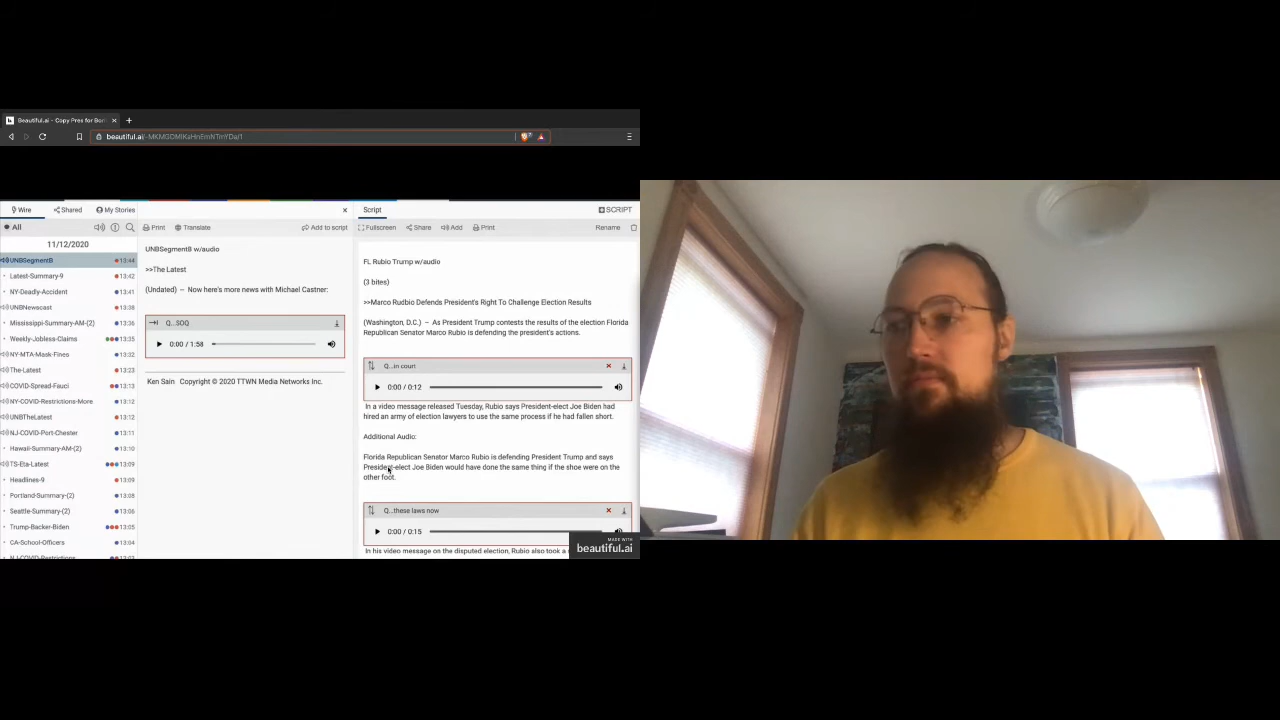 Beautiful.ai - Copy Pres for Bori
beautiful.ai/-MKMGDMIKsHnEmNTmYDa/1
Wire
Shared
My Stories
All
11/12/2020
UNBSegmentB 13:44
Latest-Summary-9 13:42
NY-Deadly-Accident 13:41
UNBNewscast 13:38
Mississippi-Summary-AM-(2) 13:36
Weekly-Jobless-Claims 13:35
NY-MTA-Mask-Fines 13:32
The-Latest 13:23
COVID-Spread-Fauci 13:13
NY-COVID-Restrictions-More 13:12
UNBTheLatest 13:12
NJ-COVID-Port-Chester 13:11
Hawaii-Summary-AM-(2) 13:10
TS-Eta-Latest 13:09
Headlines-9 13:09
Portland-Summary-(2) 13:08
Seattle-Summary-(2) 13:06
Trump-Backer-Biden 13:05
CA-School-Officers 13:04
NJ-COVID-Restrictions 13:03
Print
Translate
Add to script
UNBSegmentB w/audio
>>The Latest
(Undated) -- Now here's more news with Michael Castner:
Q...SOQ
0:00 / 1:58
Ken Sain Copyright © 2020 TTWN Media Networks Inc.
Script
SCRIPT
Fullscreen
Share
Add
Print
Rename
FL Rubio Trump w/audio
(3 bites)
>>Marco Rudbio Defends President's Right To Challenge Election Results
(Washington, D.C.) -- As President Trump contests the results of the election Florida
Republican Senator Marco Rubio is defending the president's actions.
Q...in court
0:00 / 0:12
In a video message released Tuesday, Rubio says President-elect Joe Biden had
hired an army of election lawyers to use the same process if he had fallen short.
Additional Audio:
Florida Republican Senator Marco Rubio is defending President Trump and says
President-elect Joe Biden would have done the same thing if the shoe were on the
other foot.
Q...these laws now
0:00 / 0:15
In his video message on the disputed election, Rubio also took a
MADE WITH
beautiful.ai